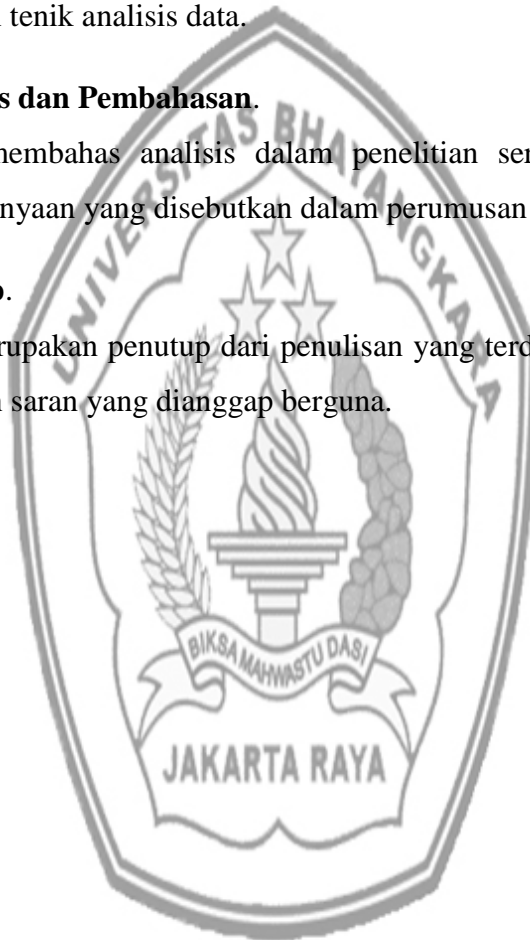 tenik analisis data.
s dan Pembahasan.
membahas analisis dalam penelitian ser
nyaan yang disebutkan dalam perumusan
.
rupakan penutup dari penulisan yang terd
saran yang dianggap berguna.
UNIVERSITAS BHAYANGKARA
BIKSA MAHWASTU DASI
JAKARTA RAYA